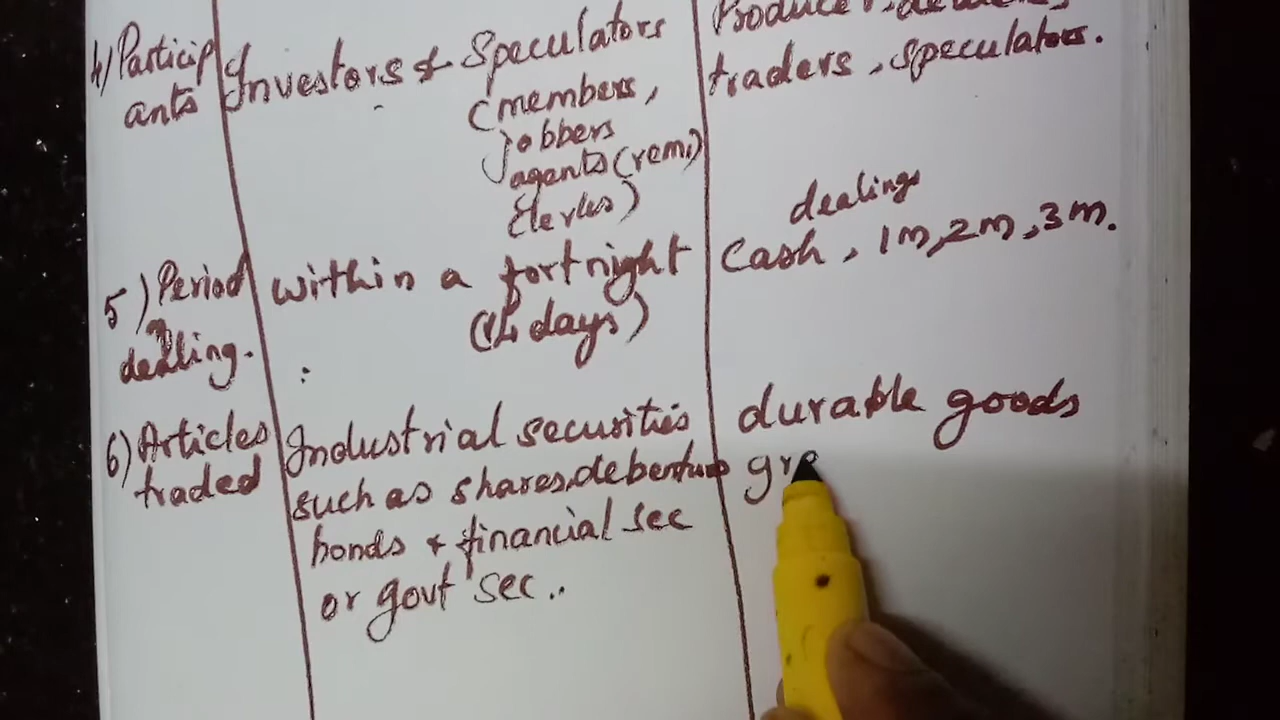 4) Particip
ants
Investors & Speculators
(members,
jobbers
agents (remi)
Clerks)
traders, speculators.
5) Period
dealing.
within a fortnight
(14 days)
dealings
Cash, 1m, 2m, 3m.
6) Articles
traded
Industrial securities
such as shares, debentures
bonds & financial sec
or govt sec..
durable goods
gre